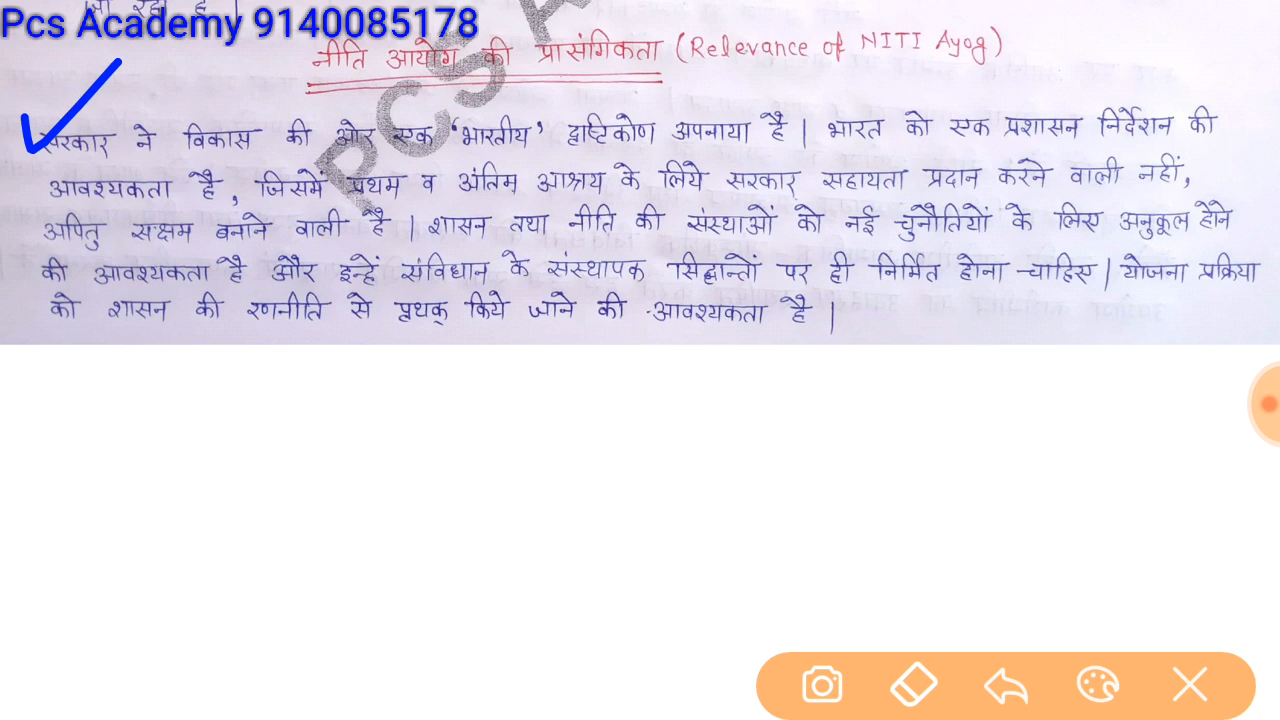 जा रहा है |
Pcs Academy 9140085178
नीति आयोग की प्रासंगिकता (Relevance of NITI Ayog)
सरकार ने विकास की ओर एक 'भारतीय' दृष्टिकोण अपनाया है | भारत को एक प्रशासन निर्देशन की
आवश्यकता है, जिसमें प्रथम व अंतिम आश्रय के लिये सरकार सहायता प्रदान करने वाली नहीं,
अपितु सक्षम बनाने वाली है | शासन तथा नीति की संस्थाओं को नई चुनौतियों के लिए अनुकूल होने
की आवश्यकता है और इन्हें संविधान के संस्थापक सिद्धान्तों पर ही निर्मित होना चाहिए | योजना प्रक्रिया
को शासन की रणनीति से पृथक् किये जाने की आवश्यकता है |
PCS A